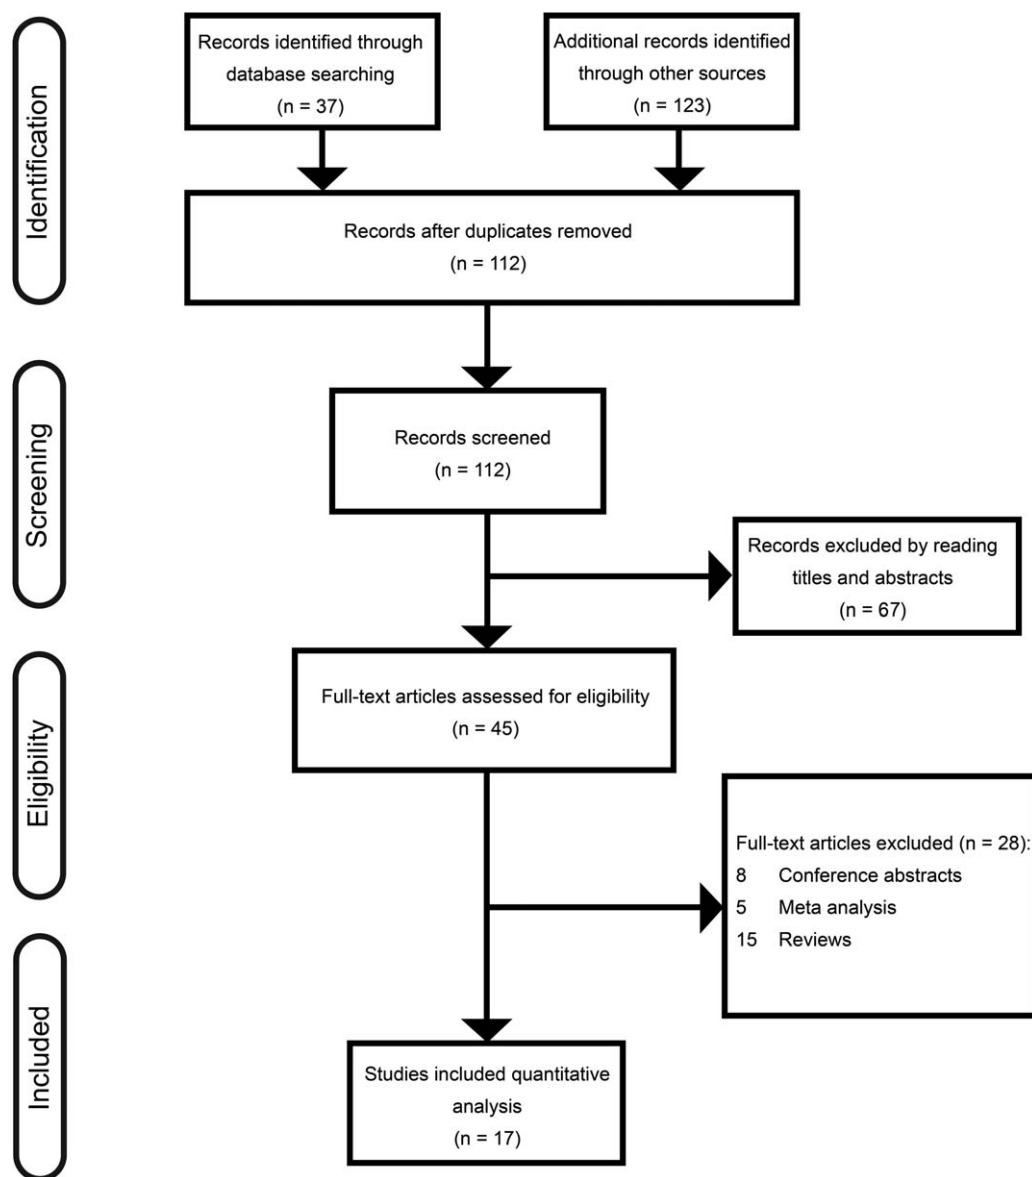 Identification
Records identified through
database searching
(n = 37)
Additional records identified
through other sources
(n = 123)
Records after duplicates removed
(n = 112)
Screening
Records screened
(n = 112)
Records excluded by reading
titles and abstracts
(n = 67)
Eligibility
Full-text articles assessed for eligibility
(n = 45)
Full-text articles excluded (n = 28):
8 Conference abstracts
5 Meta analysis
15 Reviews
Included
Studies included quantitative
analysis
(n = 17)